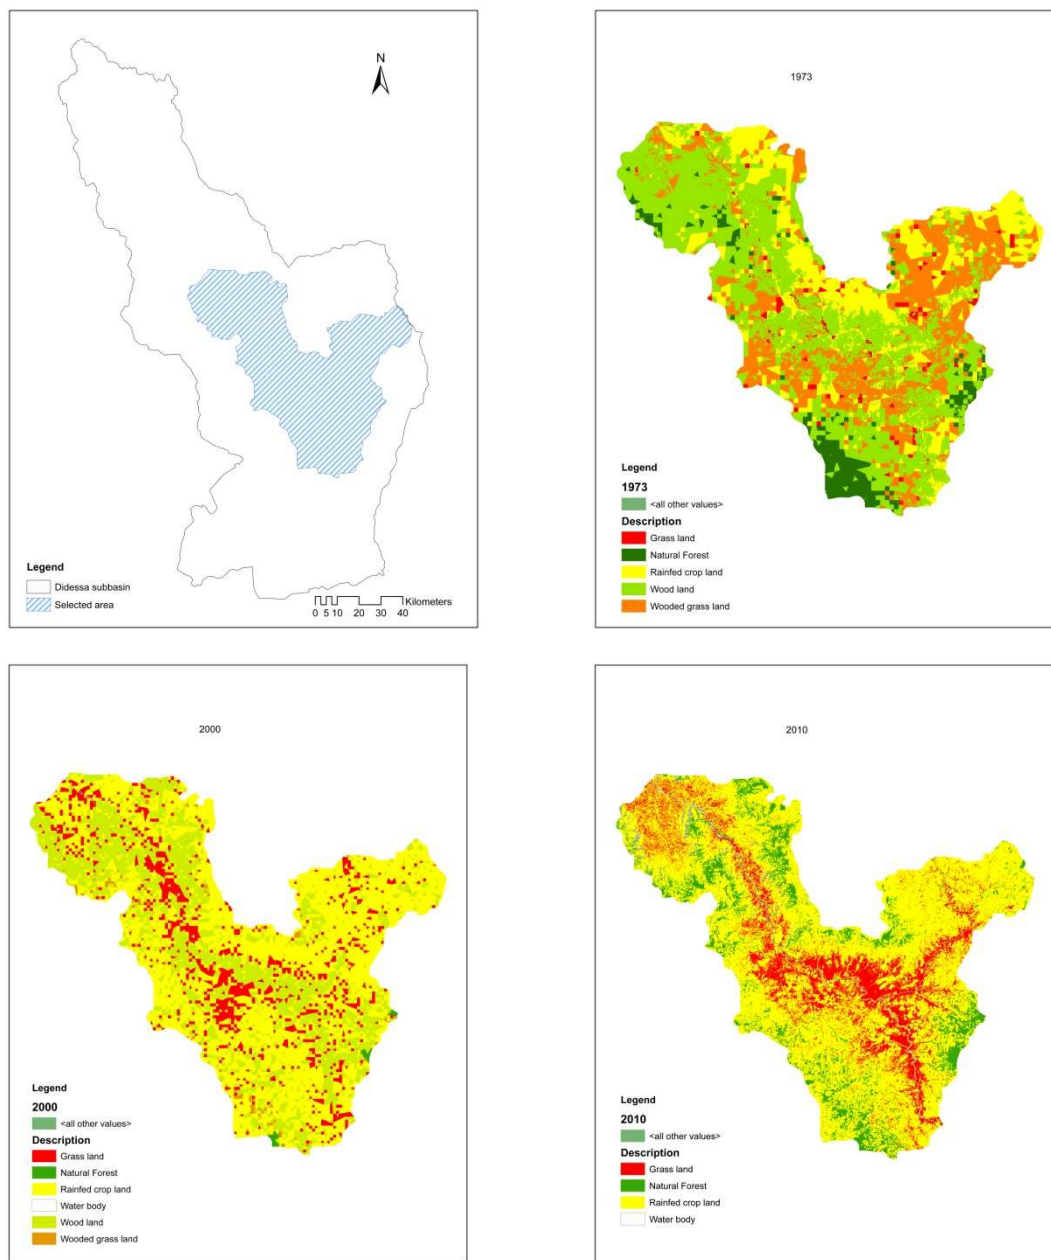 N
Legend
Didessa subbasin
Selected area
Kilometers
0 5 10 20 30 40
1973
Legend
1973
<all other values>
Description
Grass land
Natural Forest
Rainfed crop land
Wood land
Wooded grass land
2000
Legend
2000
<all other values>
Description
Grass land
Natural Forest
Rainfed crop land
Water body
Wood land
Wooded grass land
2010
Legend
2010
<all other values>
Description
Grass land
Natural Forest
Rainfed crop land
Water body